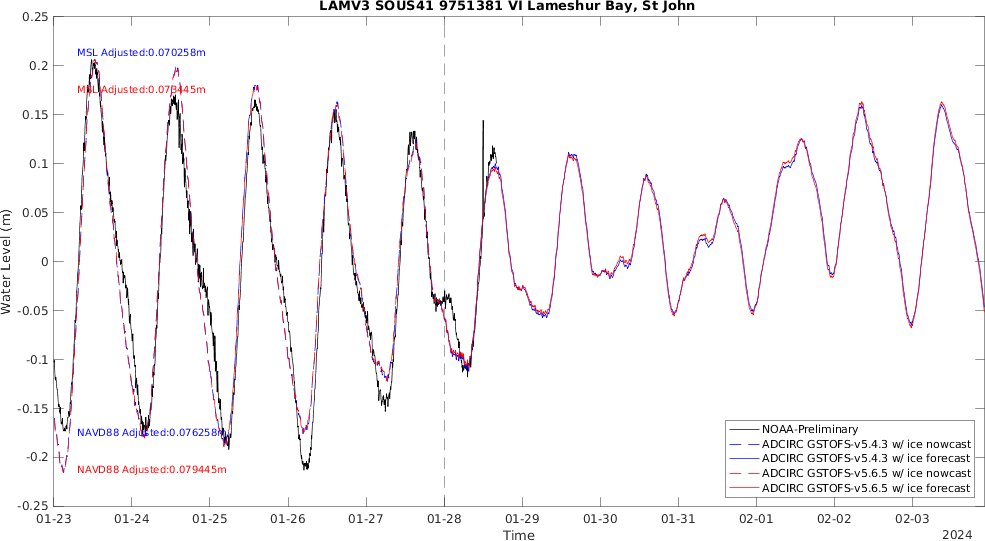 LAMV3 SOUS41 9751381 VI Lameshur Bay, St John
0.25
0.2
0.15
0.1
0.05
0
-0.05
-0.1
-0.15
-0.2
-0.25
Water Level (m)
MSL Adjusted:0.070258m
MSL Adjusted:0.073445m
NAVD88 Adjusted:0.076258m
NAVD88 Adjusted:0.079445m
NOAA-Preliminary
ADCIRC GSTOFS-v5.4.3 w/ ice nowcast
ADCIRC GSTOFS-v5.4.3 w/ ice forecast
ADCIRC GSTOFS-v5.6.5 w/ ice nowcast
ADCIRC GSTOFS-v5.6.5 w/ ice forecast
01-23 01-24 01-25 01-26 01-27 01-28 01-29 01-30 01-31 02-01 02-02 02-03
Time
2024